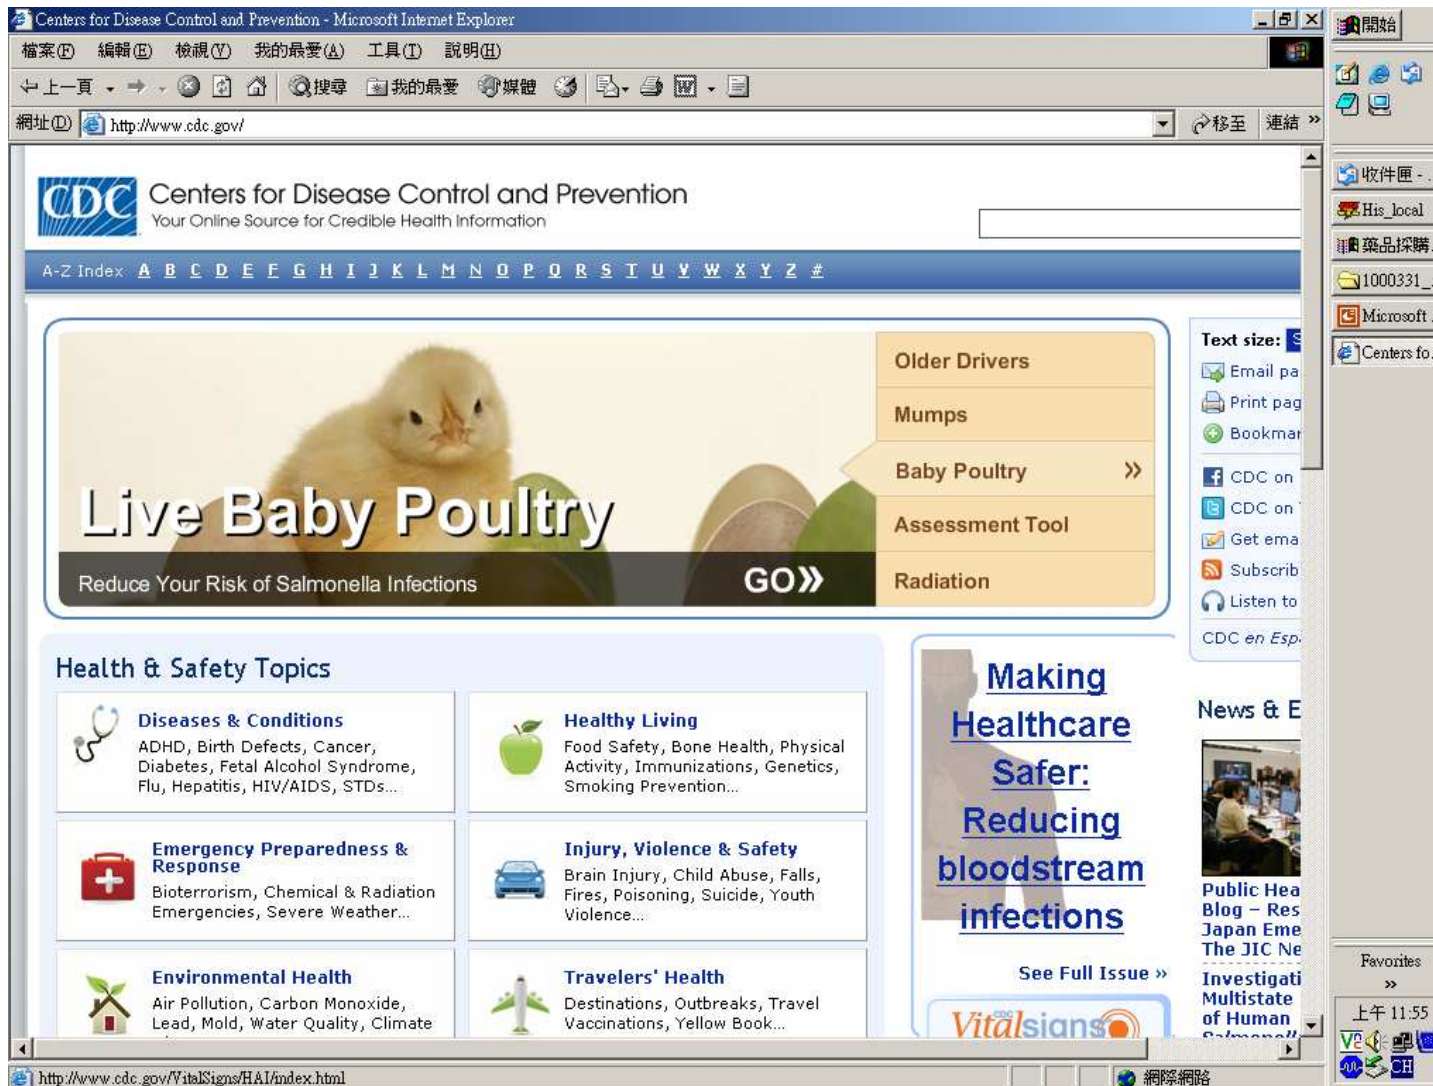 Centers for Disease Control and Prevention - Microsoft Internet Explorer
檔案(F) 編輯(E) 檢視(V) 我的最愛(A) 工具(T) 說明(H)
上一頁 搜尋 我的最愛 媒體
網址(D) http://www.cdc.gov/ 移至 連結 »
CDC Centers for Disease Control and Prevention
Your Online Source for Credible Health Information
A-Z Index A B C D E F G H I J K L M N O P Q R S T U V W X Y Z #
Live Baby Poultry
Reduce Your Risk of Salmonella Infections GO»
Older Drivers
Mumps
Baby Poultry »
Assessment Tool
Radiation
Text size: S
Email pa
Print pag
Bookmar
CDC on
CDC on
Get ema
Subscrib
Listen to
CDC en Esp
Health & Safety Topics
Diseases & Conditions
ADHD, Birth Defects, Cancer,
Diabetes, Fetal Alcohol Syndrome,
Flu, Hepatitis, HIV/AIDS, STDs...
Healthy Living
Food Safety, Bone Health, Physical
Activity, Immunizations, Genetics,
Smoking Prevention...
Emergency Preparedness &
Response
Bioterrorism, Chemical & Radiation
Emergencies, Severe Weather...
Injury, Violence & Safety
Brain Injury, Child Abuse, Falls,
Fires, Poisoning, Suicide, Youth
Violence...
Environmental Health
Air Pollution, Carbon Monoxide,
Lead, Mold, Water Quality, Climate
Travelers' Health
Destinations, Outbreaks, Travel
Vaccinations, Yellow Book...
Making
Healthcare
Safer:
Reducing
bloodstream
infections
See Full Issue »
CDC
Vitalsigns
News & E
Public Hea
Blog – Res
Japan Eme
The JIC Ne
Investigati
Multistate
of Human
http://www.cdc.gov/VitalSigns/HAI/index.html 網際網路
開始
收件匣 - .
His_local
藥品採購.
1000331_.
Microsoft .
Centers fo.
Favorites
»
上午 11:55
CH